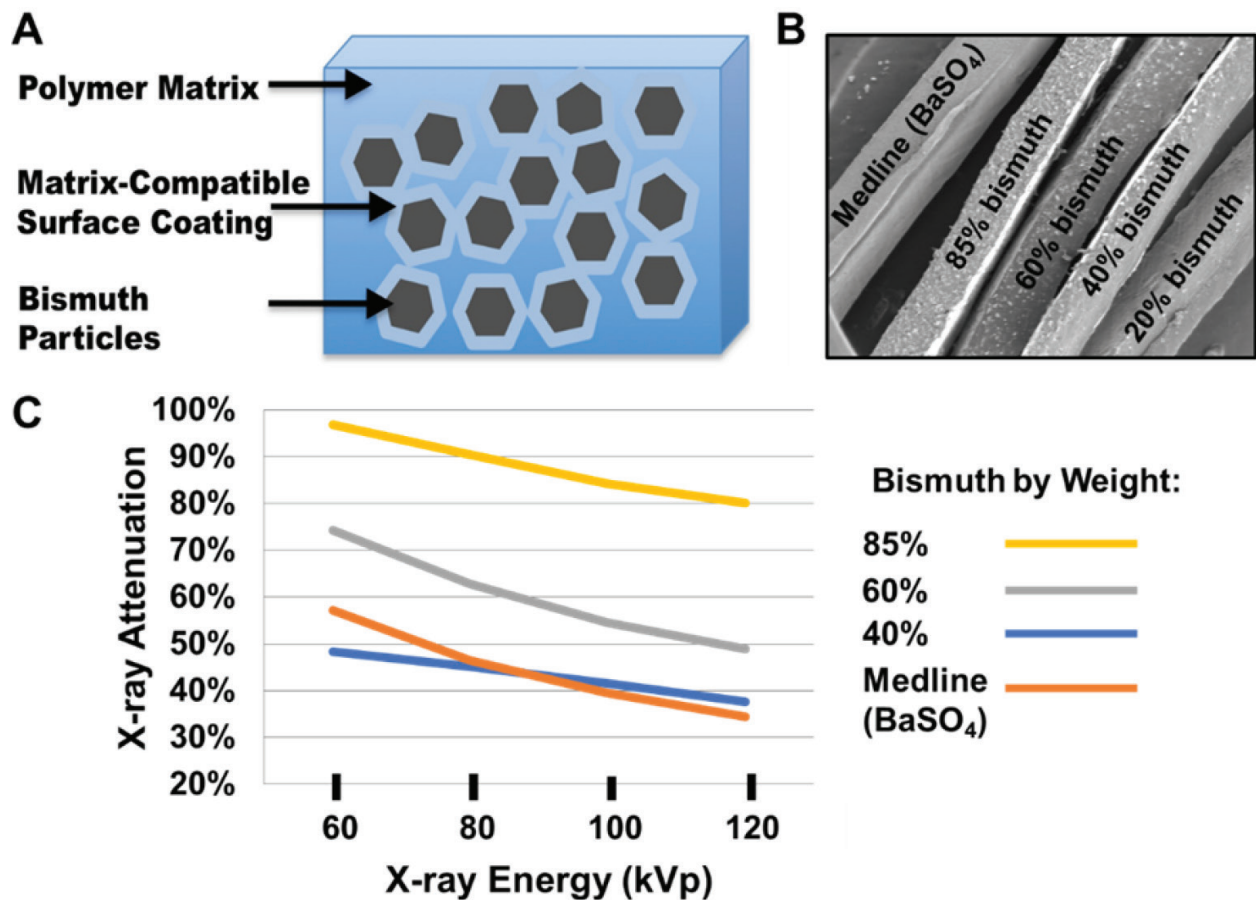 A
Polymer Matrix
Matrix-Compatible
Surface Coating
Bismuth
Particles
B
Medline (BaSO₄)
85% bismuth
60% bismuth
40% bismuth
20% bismuth
C
X-ray Attenuation
100%
90%
80%
70%
60%
50%
40%
30%
20%
60 80 100 120
X-ray Energy (kVp)
Bismuth by Weight:
85%
60%
40%
Medline
(BaSO₄)